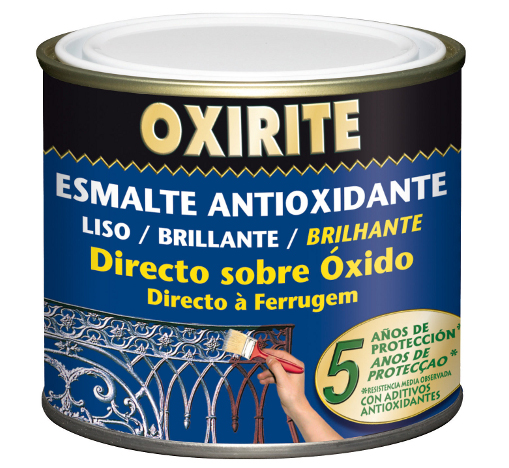 OXIRITE
ESMALTE ANTIOXIDANTE
LISO / BRILLANTE / BRILHANTE
Directo sobre Óxido
Directo à Ferrugem
5 AÑOS DE
PROTECCIÓN*
ANOS DE
PROTECÇAO*
*RESISTENCIA MEDIA OBSERVADA
CON ADITIVOS
ANTIOXIDANTES